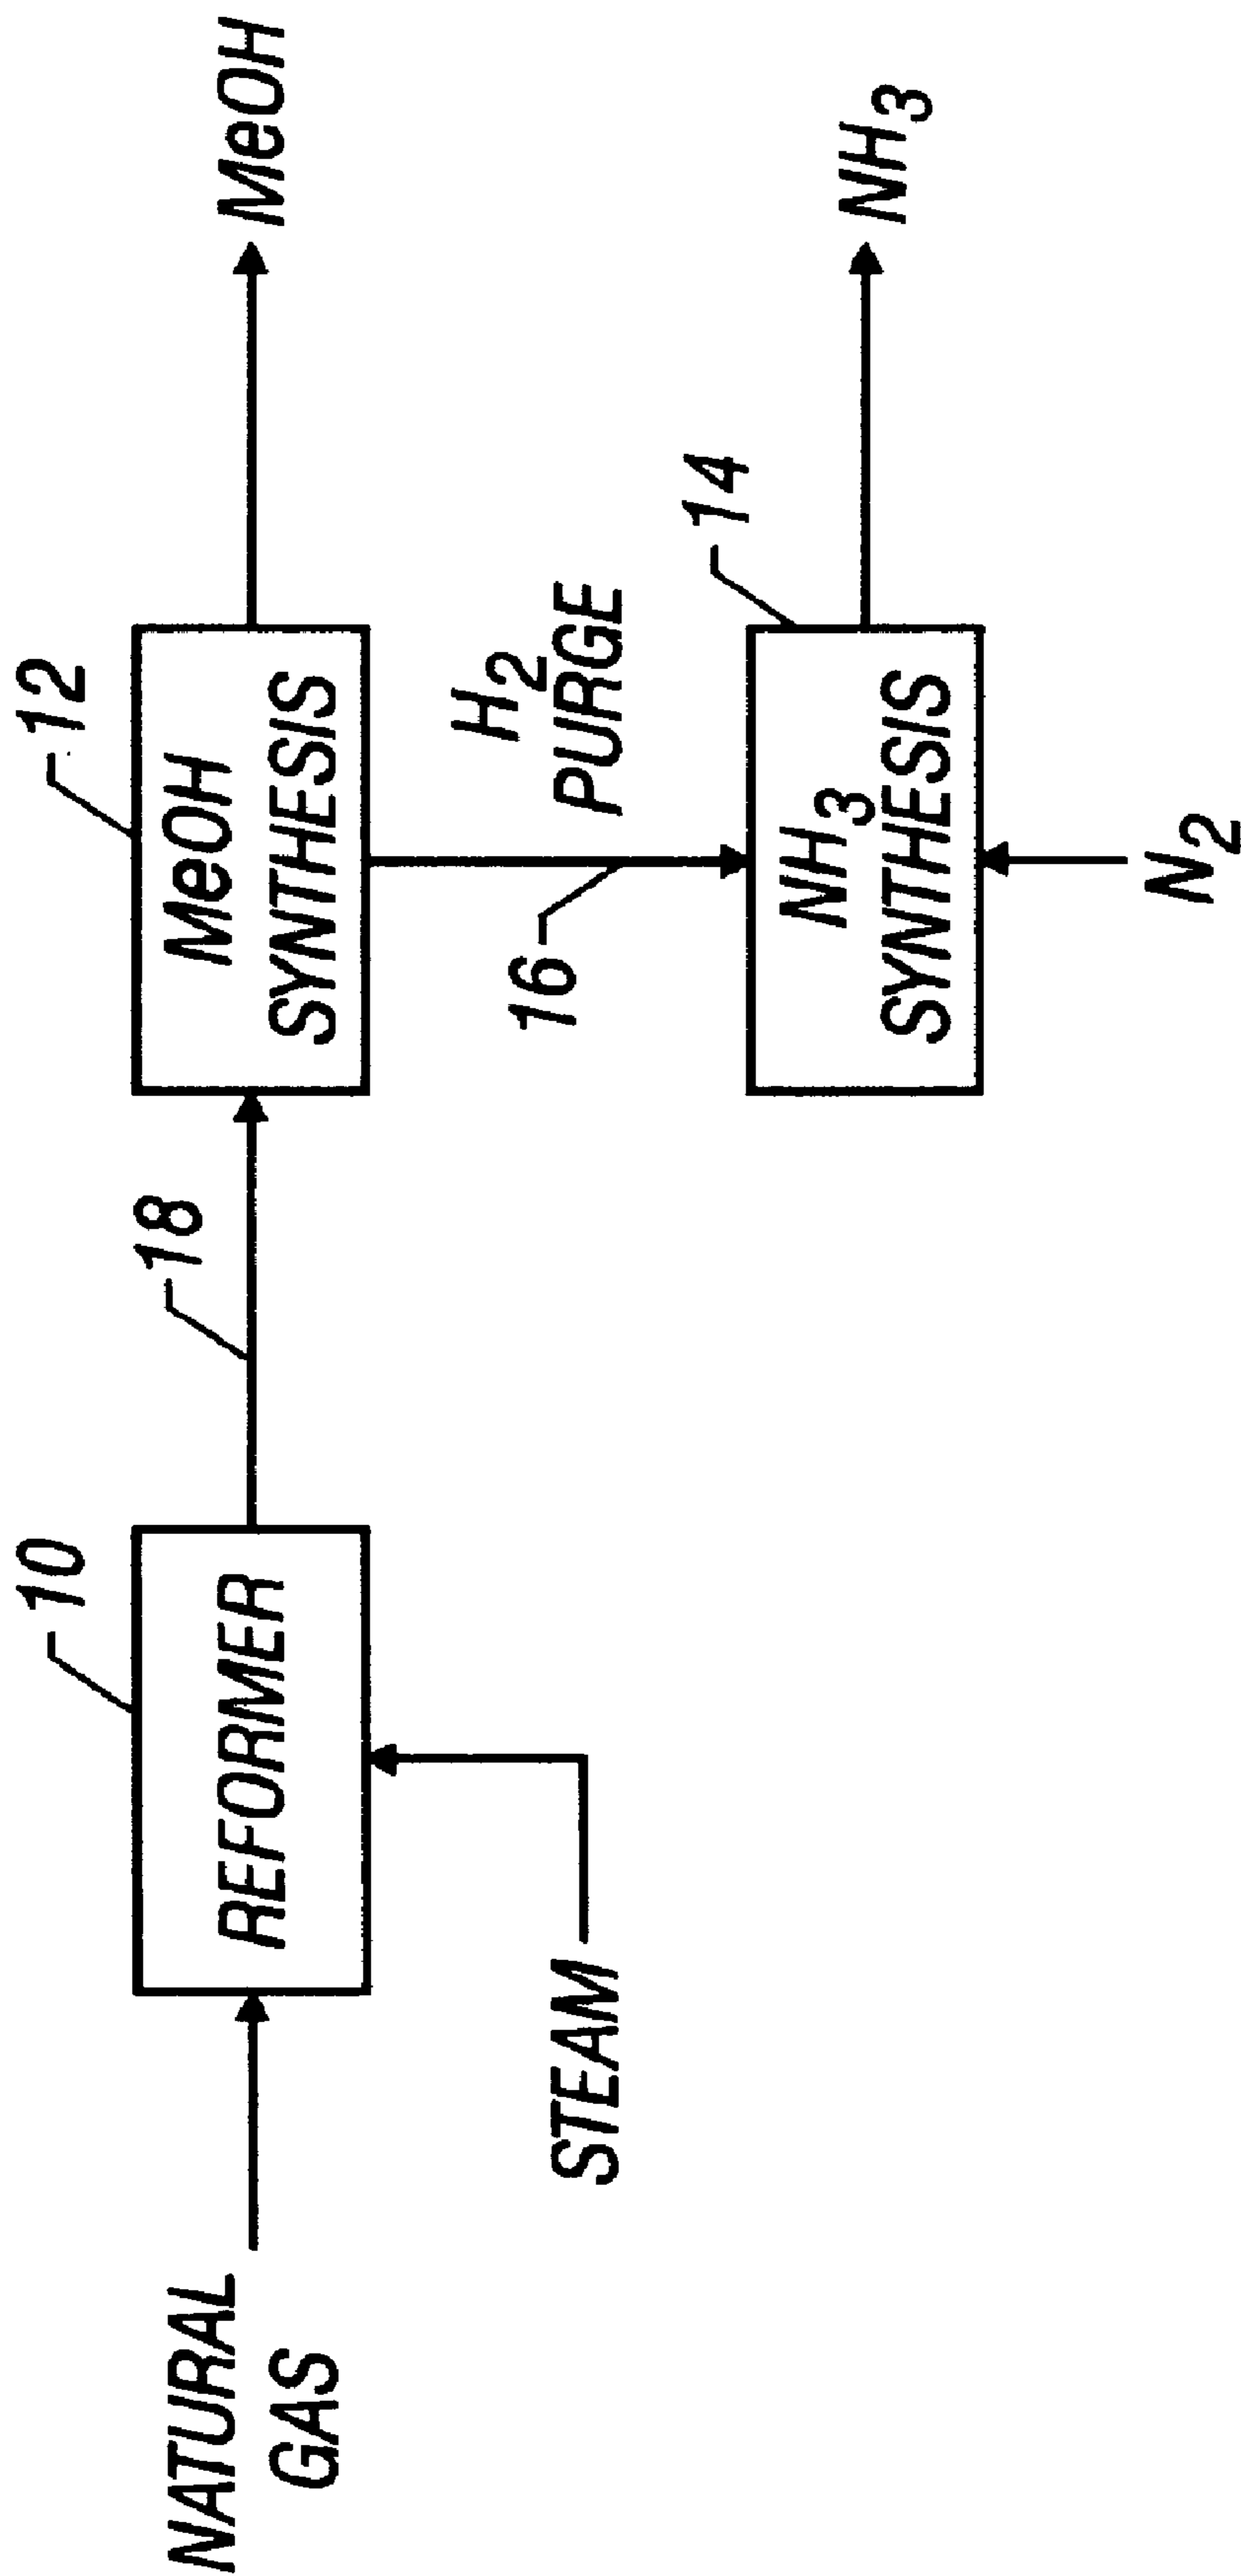 10
12
18
NATURAL
GAS
REFORMER
MeOH
SYNTHESIS
MeOH
STEAM
16
H2
PURGE
14
NH3
SYNTHESIS
NH3
N2